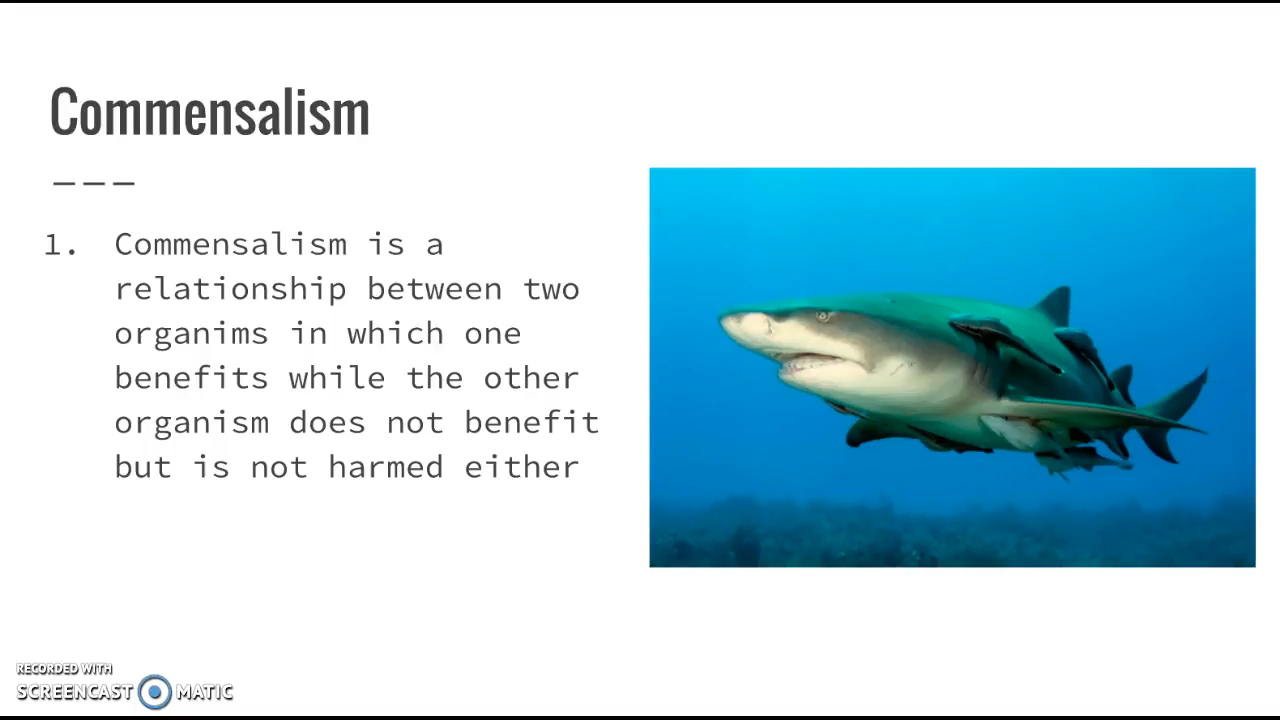 Commensalism
———
1. Commensalism is a
relationship between two
organims in which one
benefits while the other
organism does not benefit
but is not harmed either
RECORDED WITH
SCREENCAST MATIC